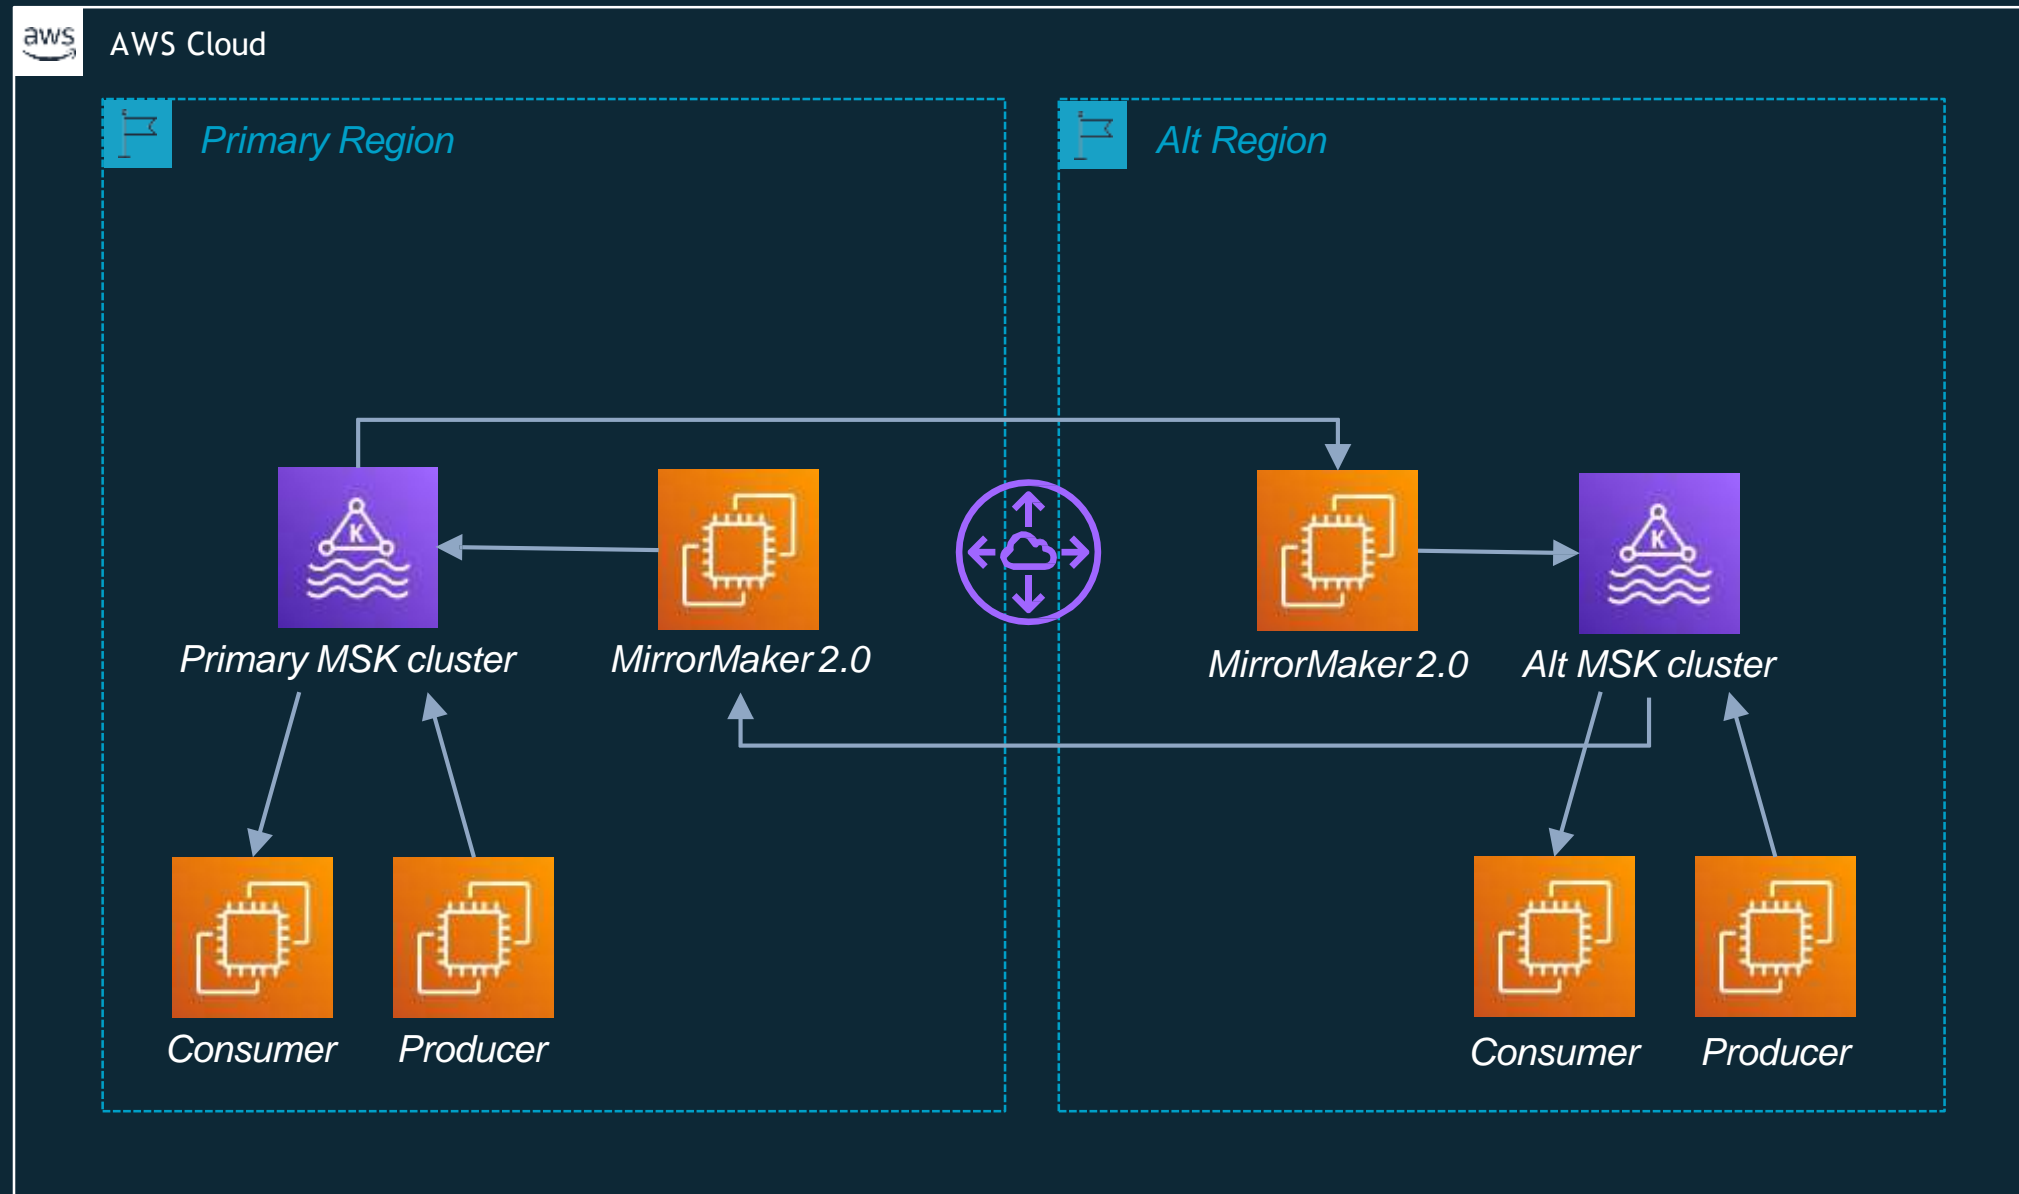 aws
AWS Cloud
Primary Region
Alt Region
K
K
Primary MSK cluster
MirrorMaker 2.0
MirrorMaker 2.0
Alt MSK cluster
Consumer
Producer
Consumer
Producer